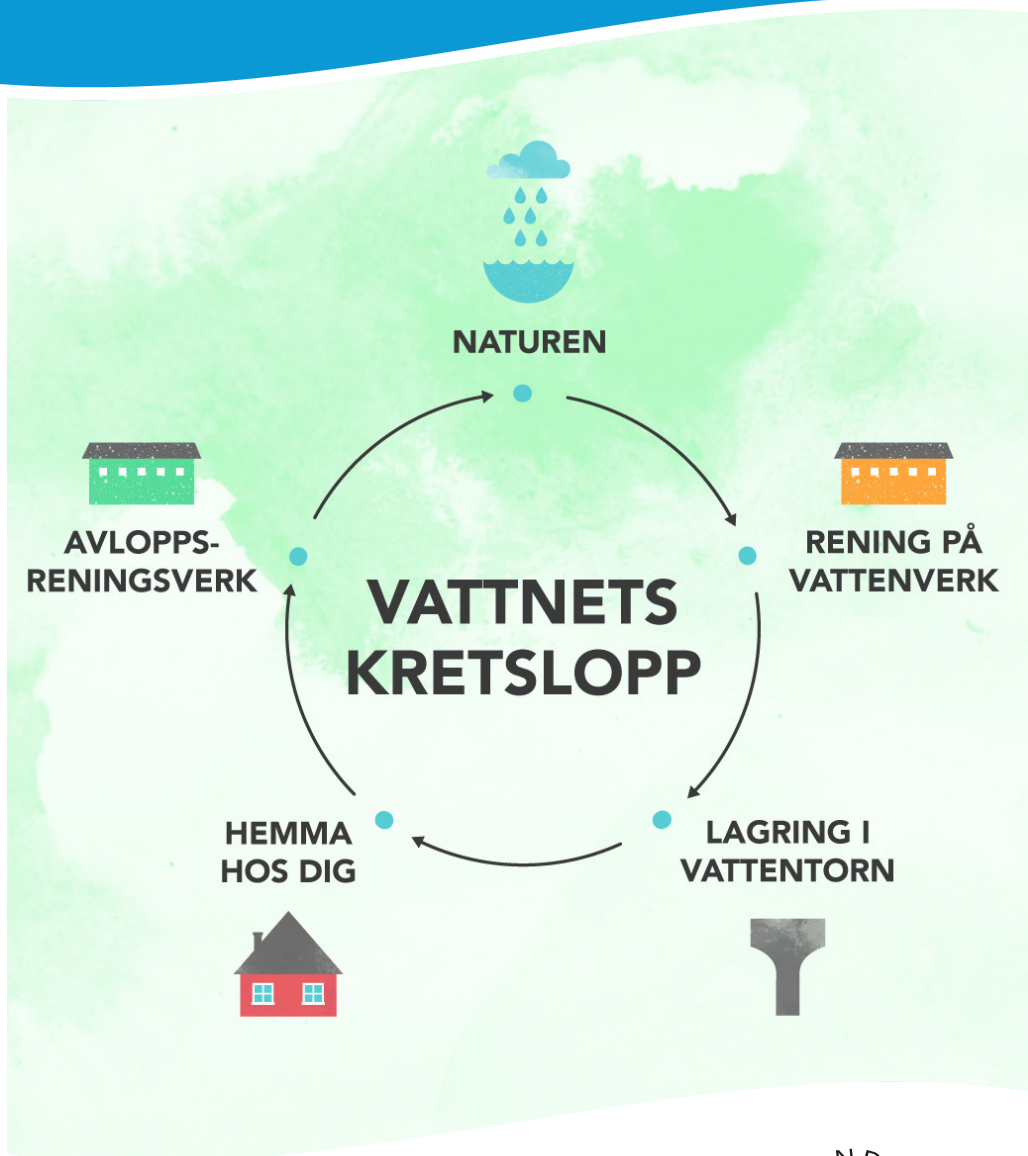 NATUREN
AVLOPPS-
RENINGSVERK
RENING PÅ
VATTENVERK
VATTNETS
KRETSLOPP
HEMMA
HOS DIG
LAGRING I
VATTENTORN